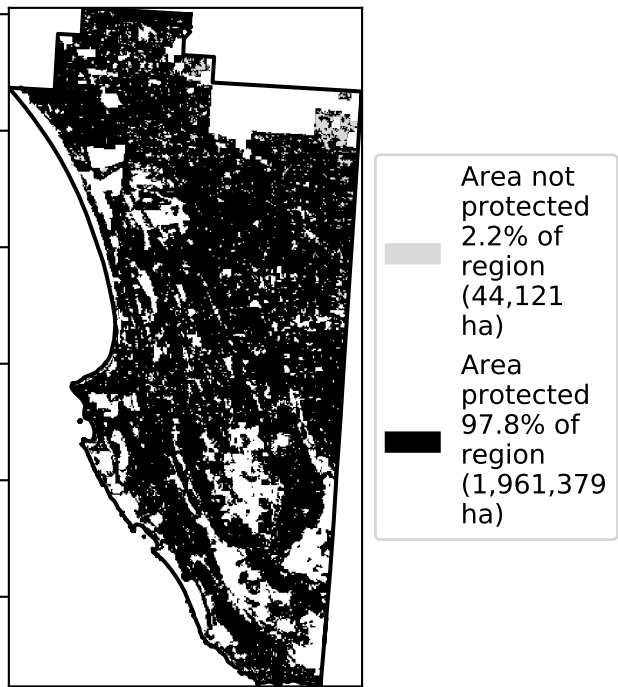 Area not
protected
2.2% of
region
(44,121
ha)
Area
protected
97.8% of
region
(1,961,379
ha)